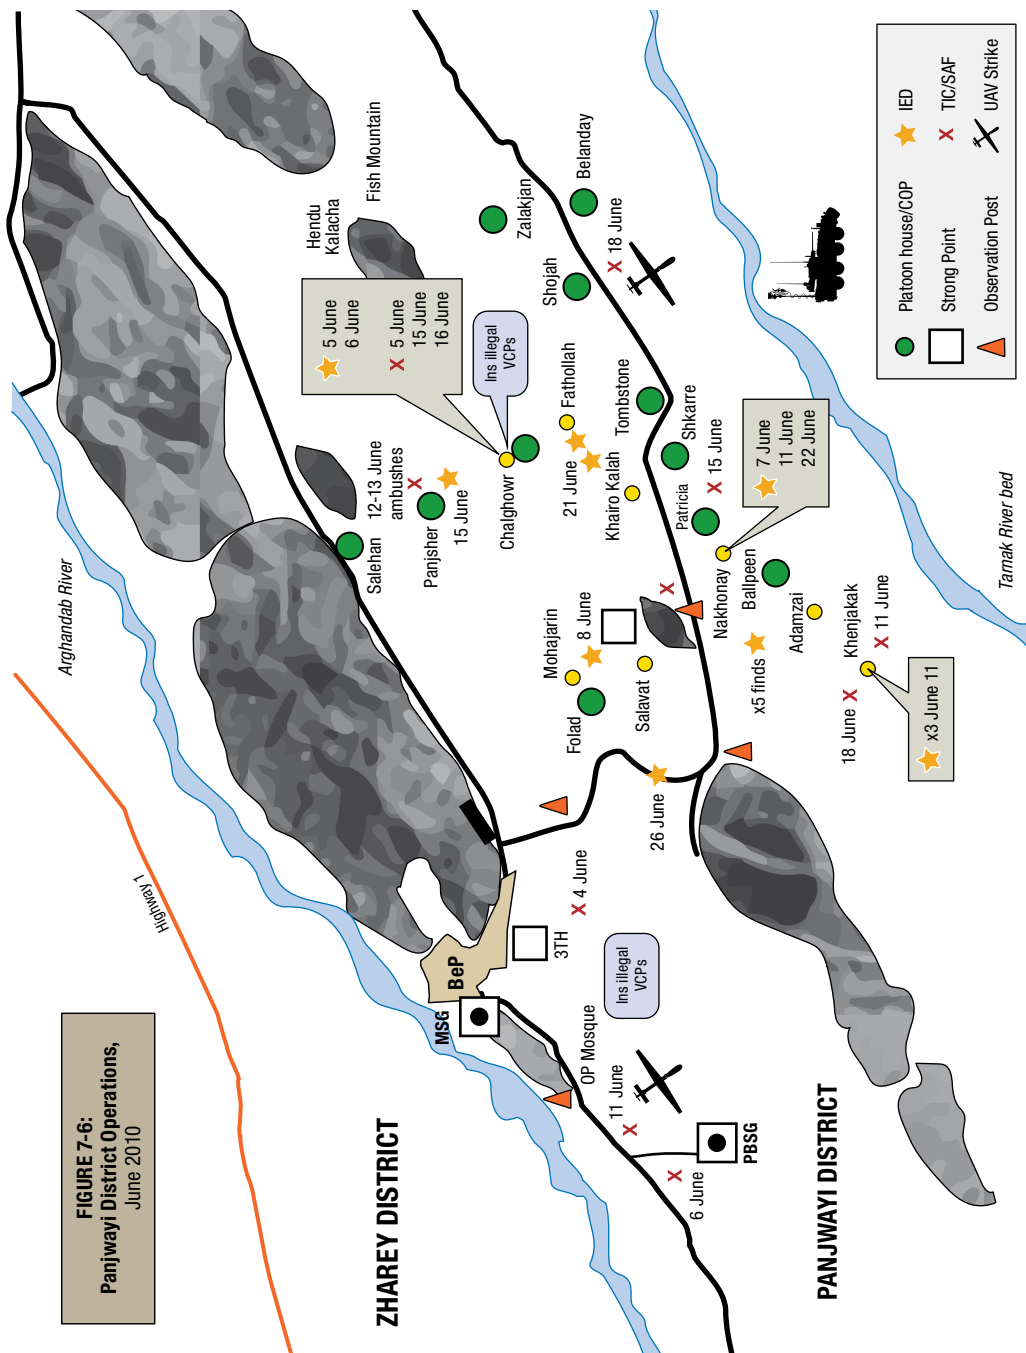 FIGURE 7-6:
Panjwayi District Operations,
June 2010
Highway 1
Arghandab River
ZHAREY DISTRICT
MSG
BeP
3TH
OP Mosque
11 June
6 June
PBSG
Ins illegal
VCPs
4 June
PANJWAYI DISTRICT
26 June
Folad
Mohajarin
8 June
Salavat
x5 finds
18 June
Khenjakak
11 June
x3 June 11
Adamzai
Ballpeen
Nakhonay
7 June
11 June
22 June
Patricia
15 June
Shkarre
Tombstone
Khairo Kalah
21 June
Fathollah
Salehan
12-13 June
ambushes
Panjsher
15 June
Chalghowr
5 June
6 June
5 June
15 June
16 June
Ins illegal
VCPs
Hendu
Kalacha
Fish Mountain
Zalakjan
Belanday
Shojah
18 June
Tarnak River bed
Platoon house/COP
Strong Point
Observation Post
IED
TIC/SAF
UAV Strike
X
X
X
X
X
X
X
X
X
X
X
X